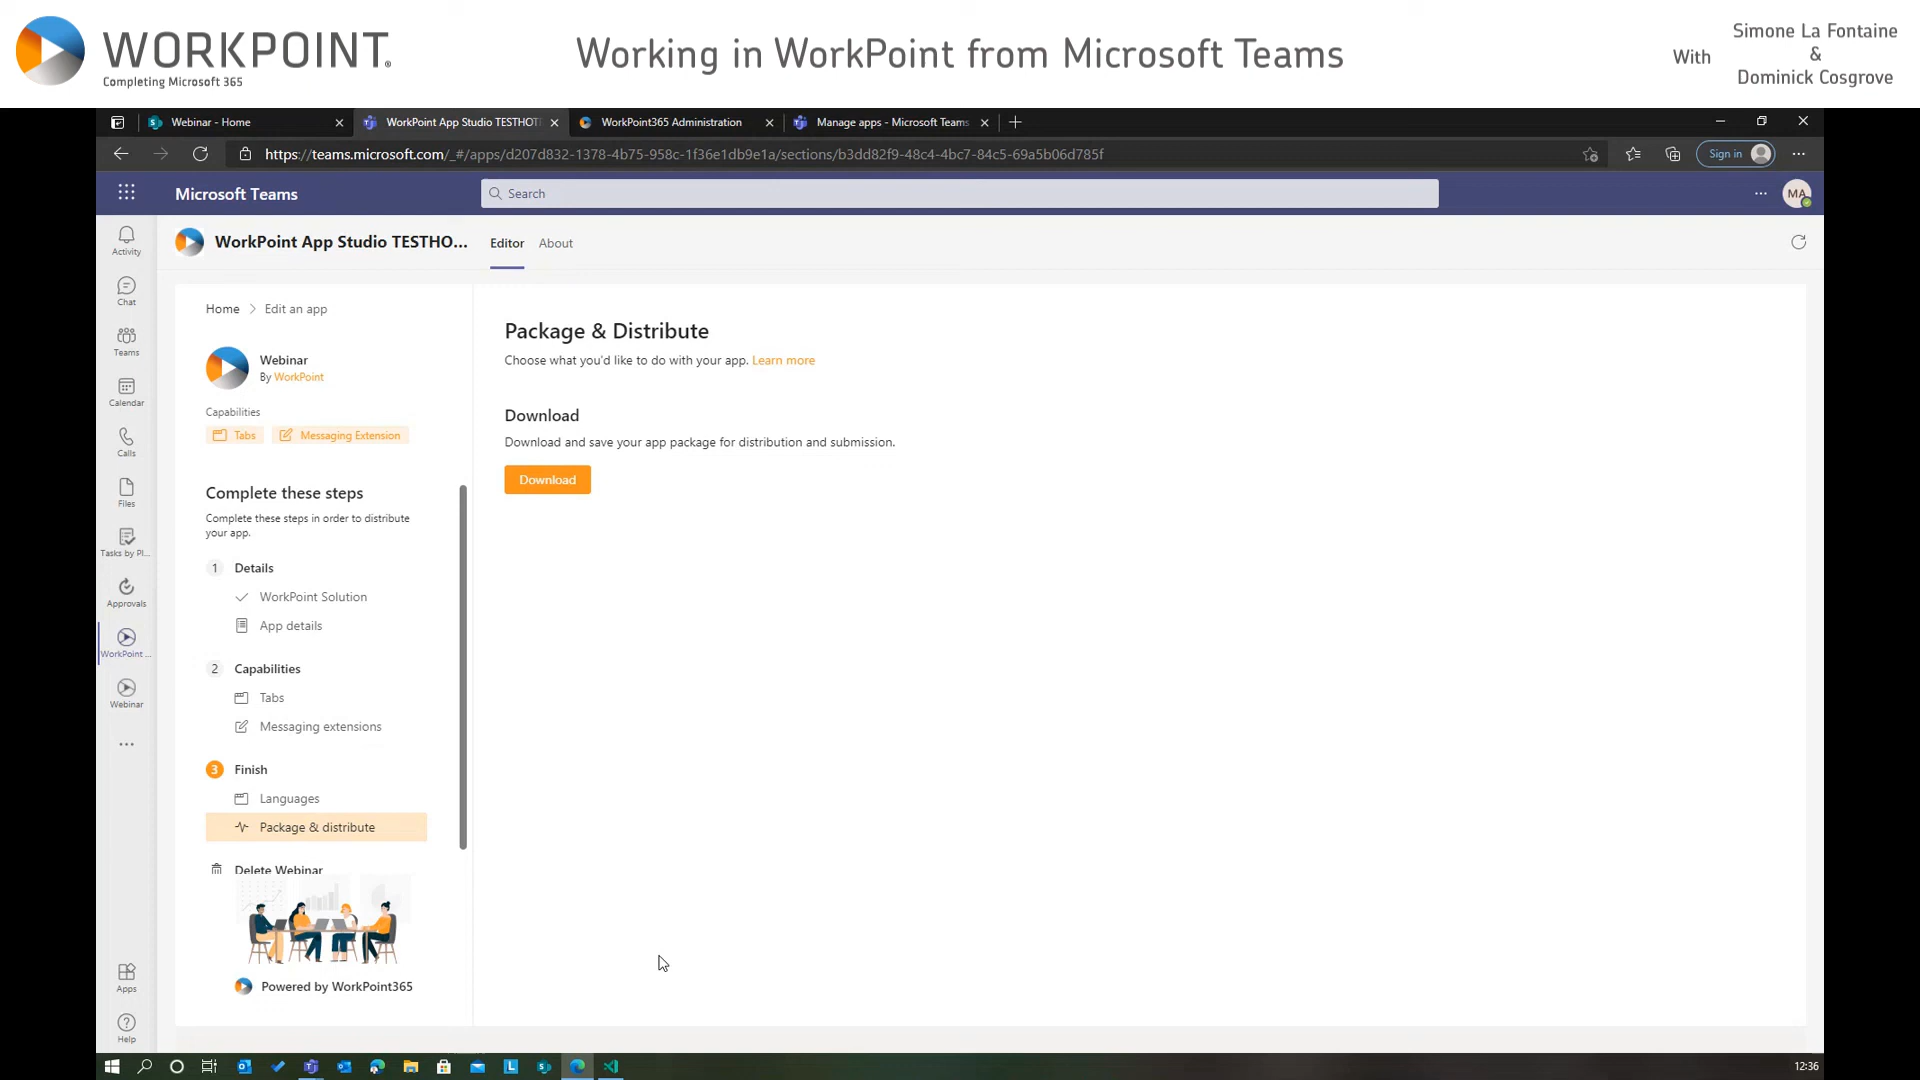 WORKPOINT®
Completing Microsoft 365
Working in WorkPoint from Microsoft Teams
With
Simone La Fontaine
&
Dominick Cosgrove
Webinar - Home
WorkPoint App Studio TESTHOT
WorkPoint365 Administration
Manage apps - Microsoft Teams
https://teams.microsoft.com/_#/apps/d207d832-1378-4b75-958c-1f36e1db9e1a/sections/b3dd82f9-48c4-4bc7-84c5-69a5b06d785f
Sign in
Microsoft Teams
Search
MA
Activity
Chat
Teams
Calendar
Calls
Files
Tasks by Pl...
Approvals
WorkPoint ...
Webinar
Apps
Help
WorkPoint App Studio TESTHO...
Editor
About
Home > Edit an app
Webinar
By WorkPoint
Capabilities
Tabs
Messaging Extension
Complete these steps
Complete these steps in order to distribute
your app.
1 Details
WorkPoint Solution
App details
2 Capabilities
Tabs
Messaging extensions
3 Finish
Languages
Package & distribute
Delete Webinar
Powered by WorkPoint365
Package & Distribute
Choose what you'd like to do with your app. Learn more
Download
Download and save your app package for distribution and submission.
Download
12:36